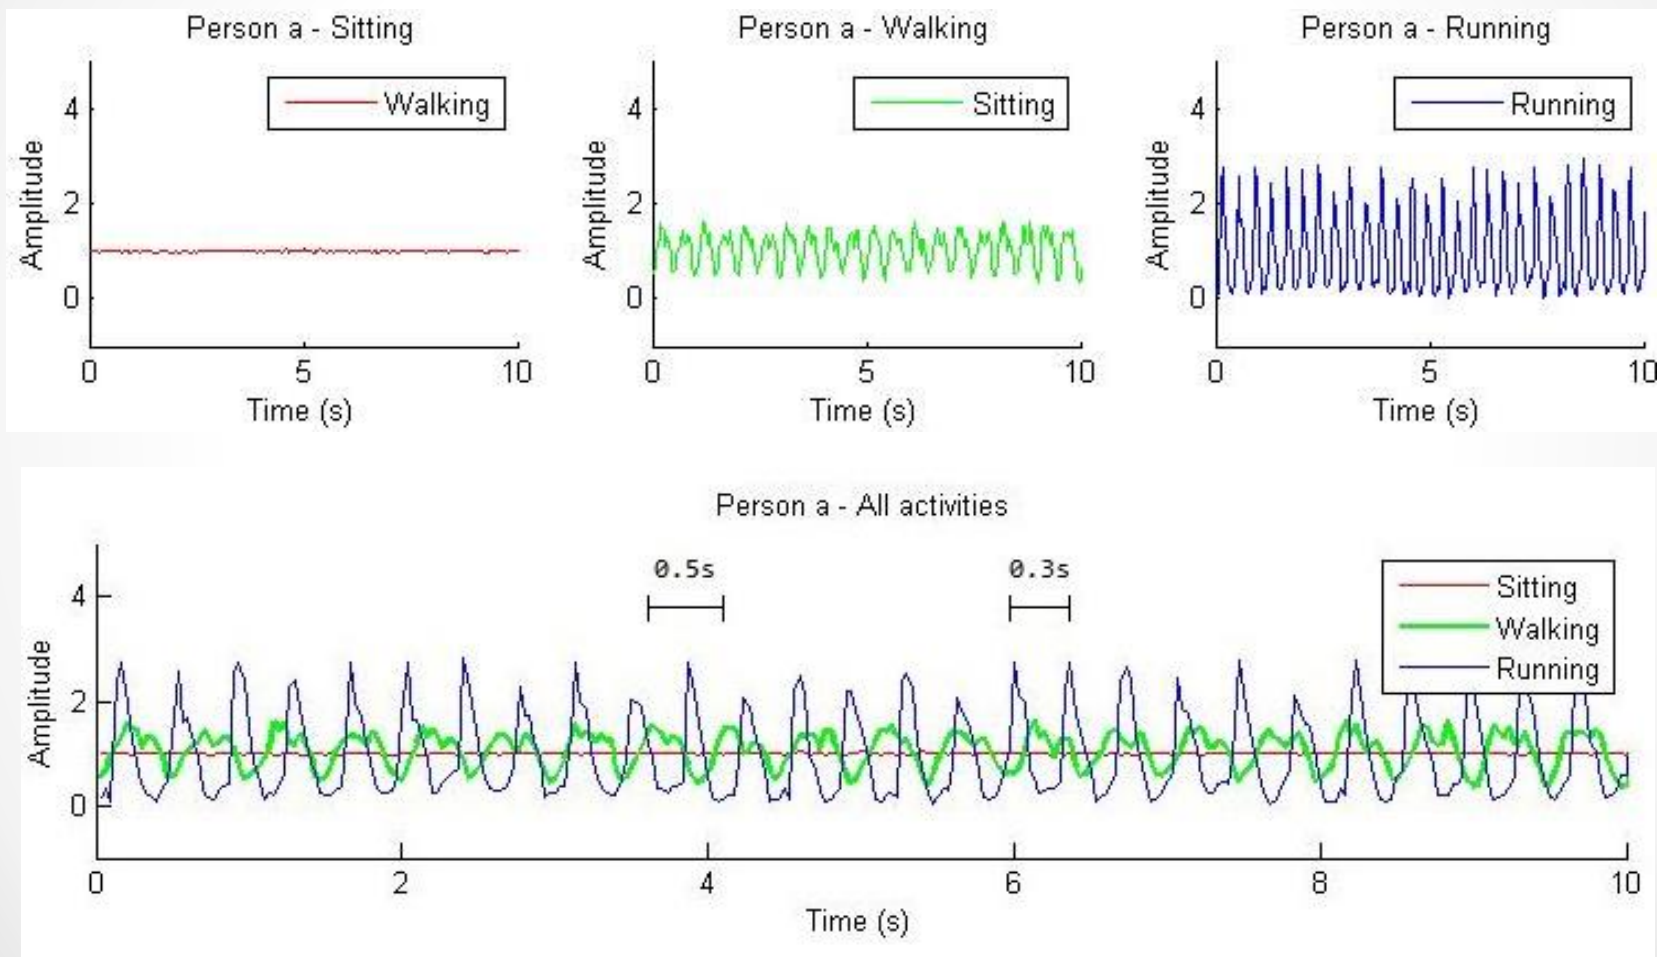 Person a - Sitting
Walking
4
2
0
Amplitude
0 5 10
Time (s)
Person a - Walking
Sitting
4
2
0
Amplitude
0 5 10
Time (s)
Person a - Running
Running
4
2
0
Amplitude
0 5 10
Time (s)
Person a - All activities
0.5s
0.3s
Sitting
Walking
Running
4
2
0
Amplitude
0 2 4 6 8 10
Time (s)